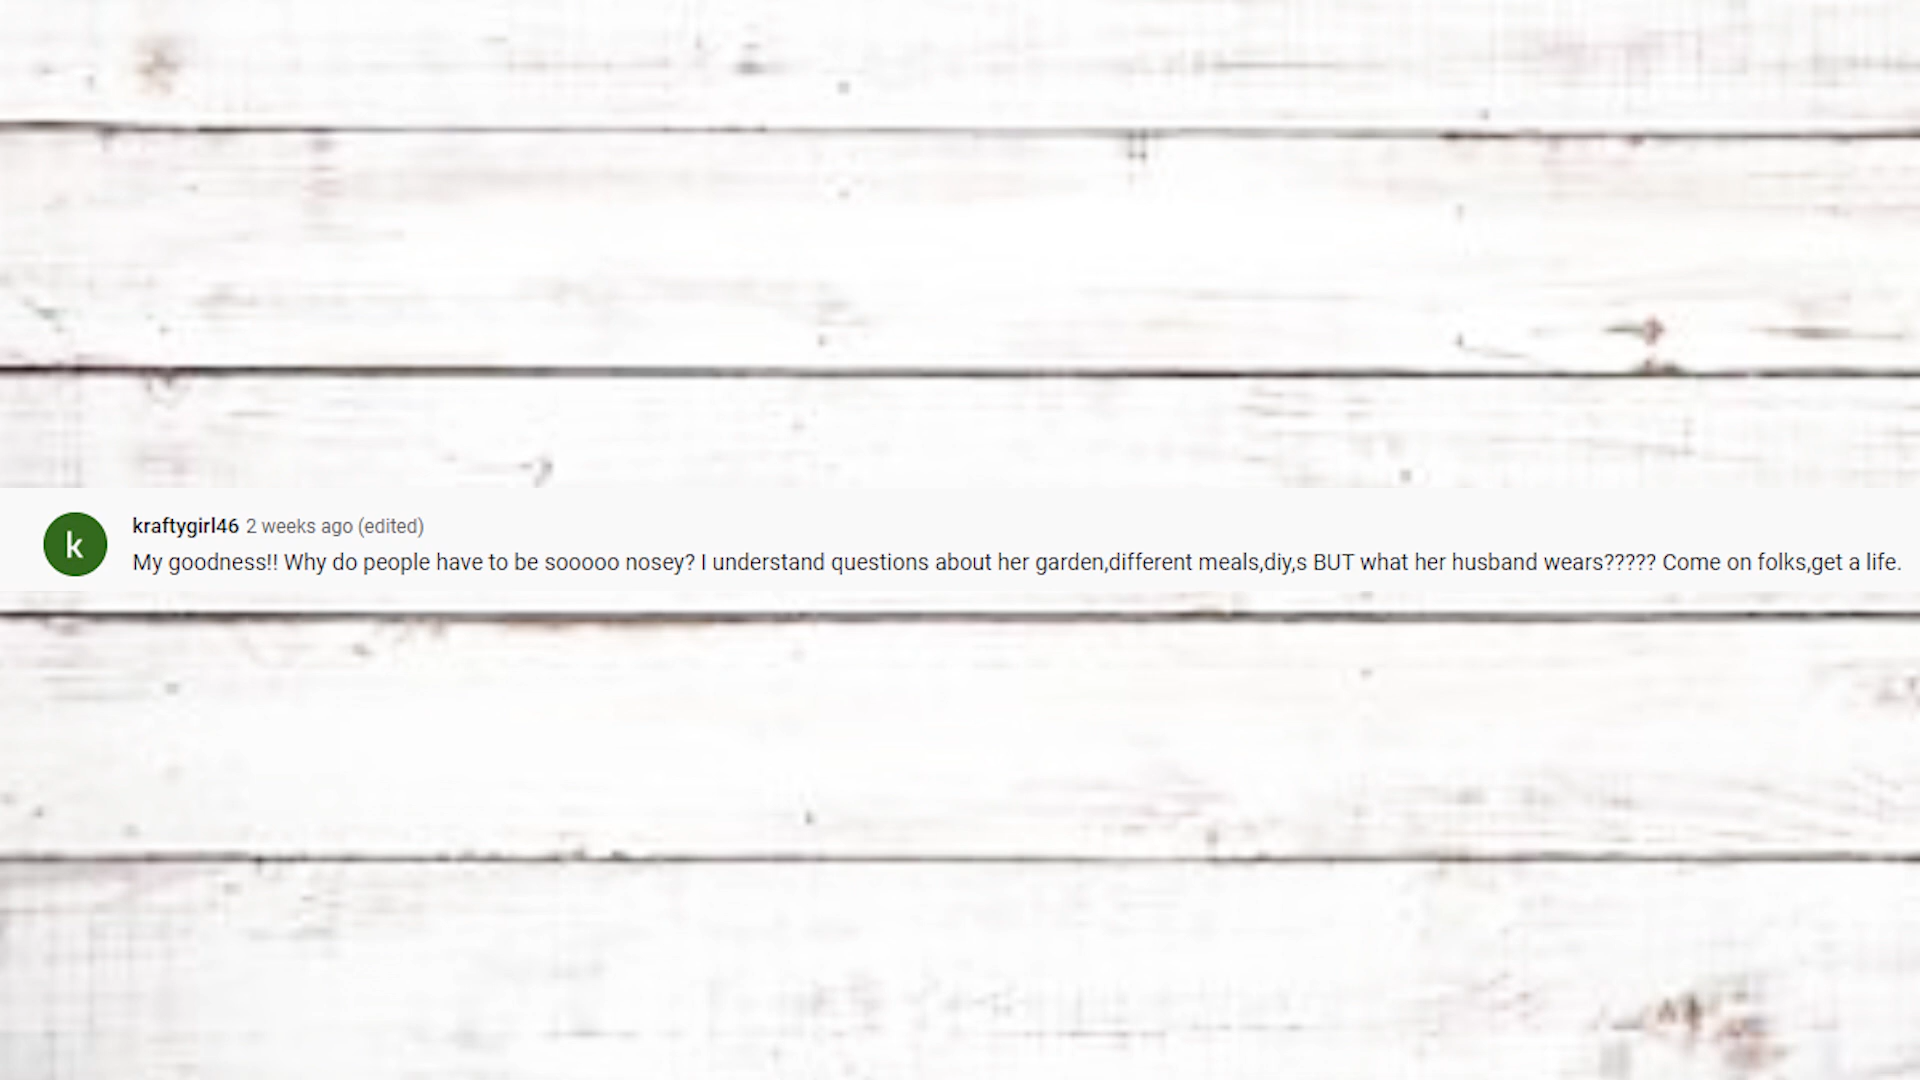 k
kraftygirl46 2 weeks ago (edited)
My goodness!! Why do people have to be sooooo nosey? I understand questions about her garden,different meals,diy,s BUT what her husband wears????? Come on folks,get a life.